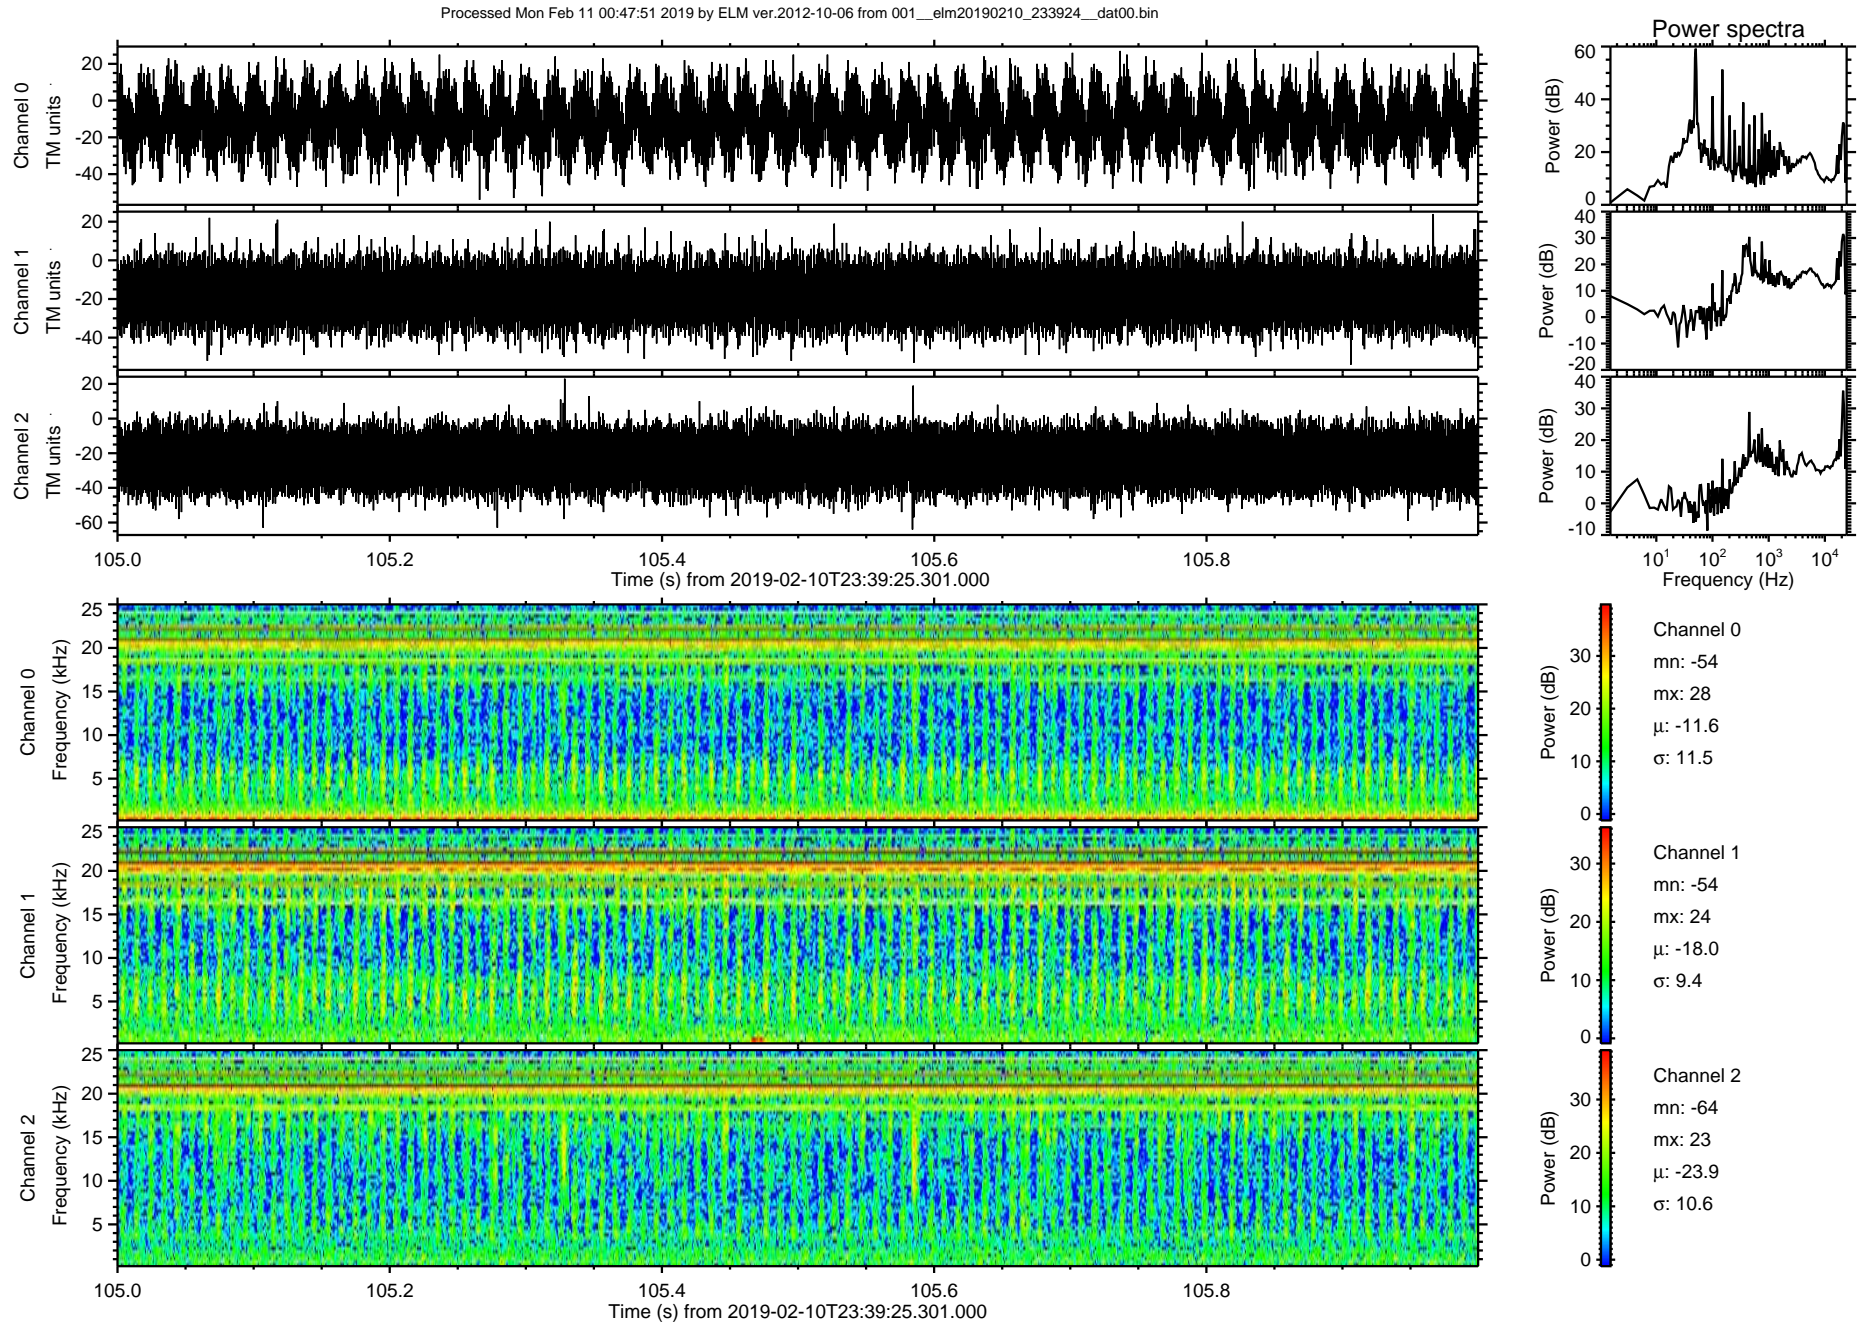 Processed Mon Feb 11 00:47:51 2019 by ELM ver.2012-10-06 from 001__elm20190210_233924__dat00.bin
Power spectra
Channel 0
TM units
20
0
-20
-40
Power (dB)
60
40
20
0
Channel 1
TM units
20
0
-20
-40
Power (dB)
40
30
20
10
0
-10
-20
Channel 2
TM units
20
0
-20
-40
-60
Power (dB)
40
30
20
10
0
-10
105.0 105.2 105.4 105.6 105.8
Time (s) from 2019-02-10T23:39:25.301.000
10^1 10^2 10^3 10^4
Frequency (Hz)
Channel 0
Frequency (kHz)
25
20
15
10
5
Power (dB)
30
20
10
0
Channel 0
mn: -54
mx: 28
μ: -11.6
σ: 11.5
Channel 1
Frequency (kHz)
25
20
15
10
5
Power (dB)
30
20
10
0
Channel 1
mn: -54
mx: 24
μ: -18.0
σ: 9.4
Channel 2
Frequency (kHz)
25
20
15
10
5
Power (dB)
30
20
10
0
Channel 2
mn: -64
mx: 23
μ: -23.9
σ: 10.6
105.0 105.2 105.4 105.6 105.8
Time (s) from 2019-02-10T23:39:25.301.000